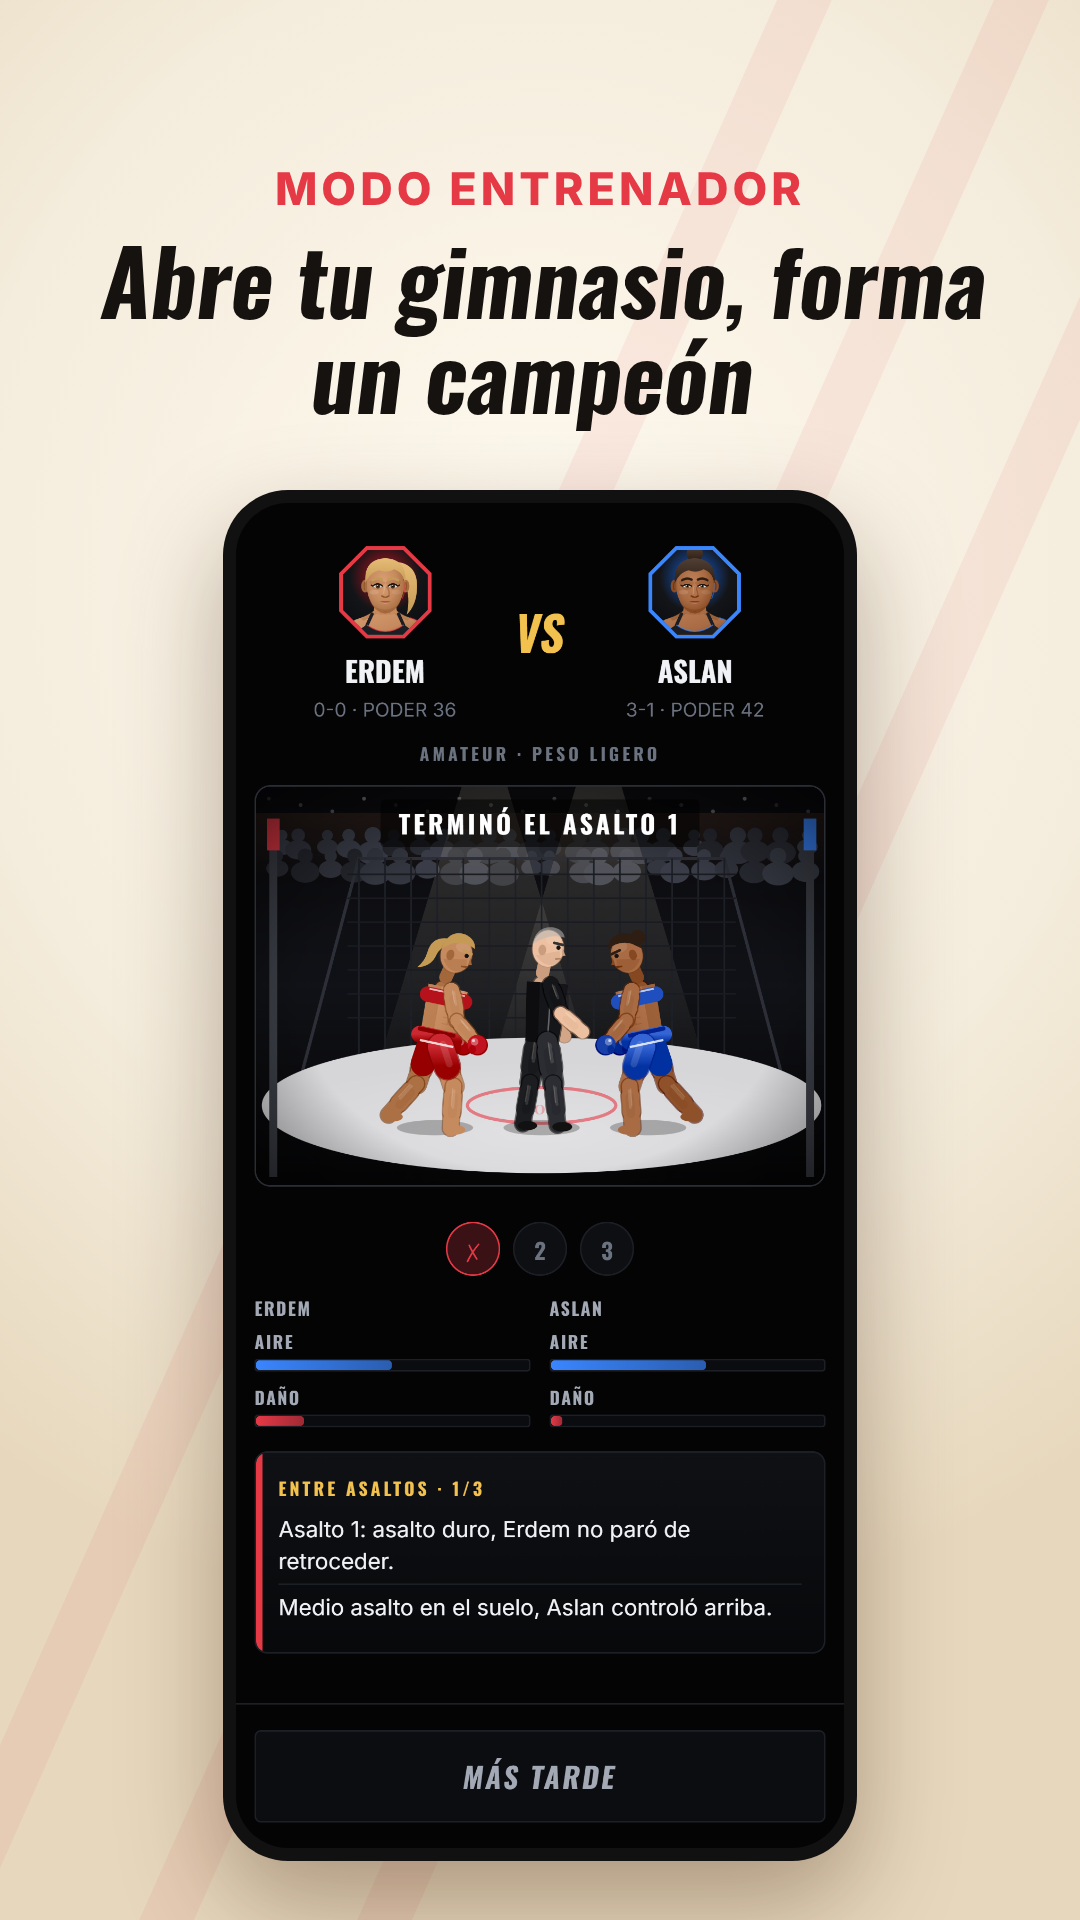 MODO ENTRENADOR
Abre tu gimnasio, forma
un campeón
VS
ERDEM
ASLAN
0-0 · PODER 36
3-1 · PODER 42
AMATEUR · PESO LIGERO
TERMINÓ EL ASALTO 1
2
3
ERDEM
ASLAN
AIRE
AIRE
DAÑO
DAÑO
ENTRE ASALTOS · 1/3
Asalto 1: asalto duro, Erdem no paró de
retroceder.
Medio asalto en el suelo, Aslan controló arriba.
MÁS TARDE